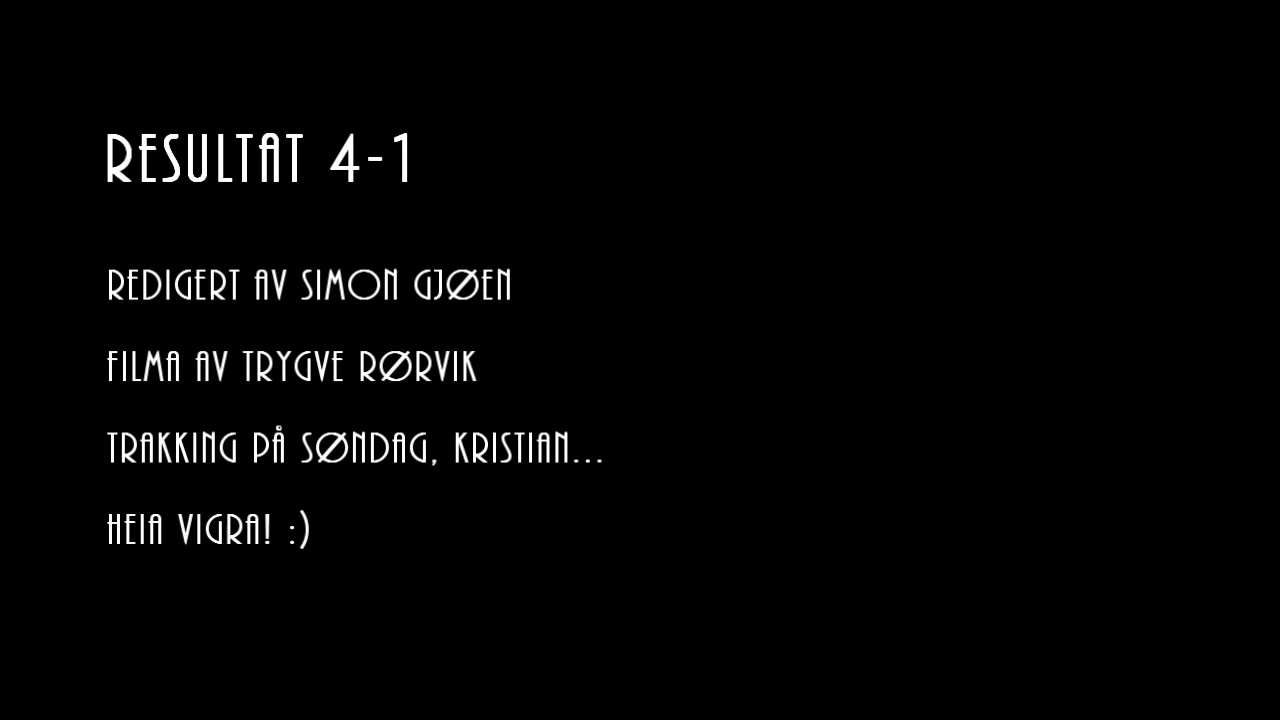 RESULTAT 4-1
REDIGERT AV SIMON GJØEN
FILMA AV TRYGVE RØRVIK
TRAKKING PÅ SØNDAG, KRISTIAN...
HEIA VIGRA! :)